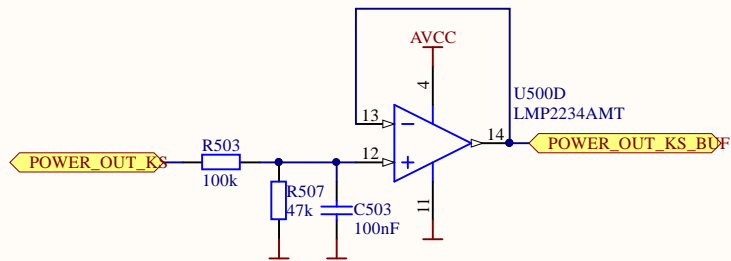 AVCC
4
U500D
LMP2234AMT
13
14
POWER_OUT_KS_BUF
R503
12
POWER_OUT_KS
100k
R507
47k
C503
100nF
11